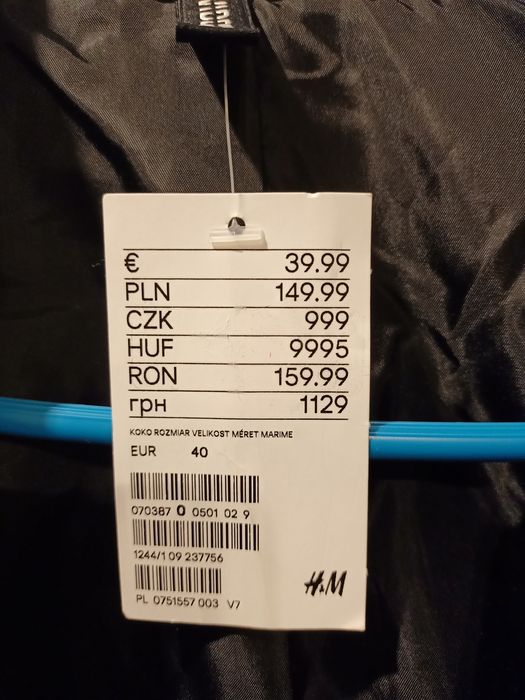 € 39.99
PLN 149.99
CZK 999
HUF 9995
RON 159.99
грн 1129
KOKO ROZMIAR VELIKOST MÉRET MARIME
EUR 40
070387 0 0501 02 9
1244/1 09 237756
PL 0751557 003 V7
H&M